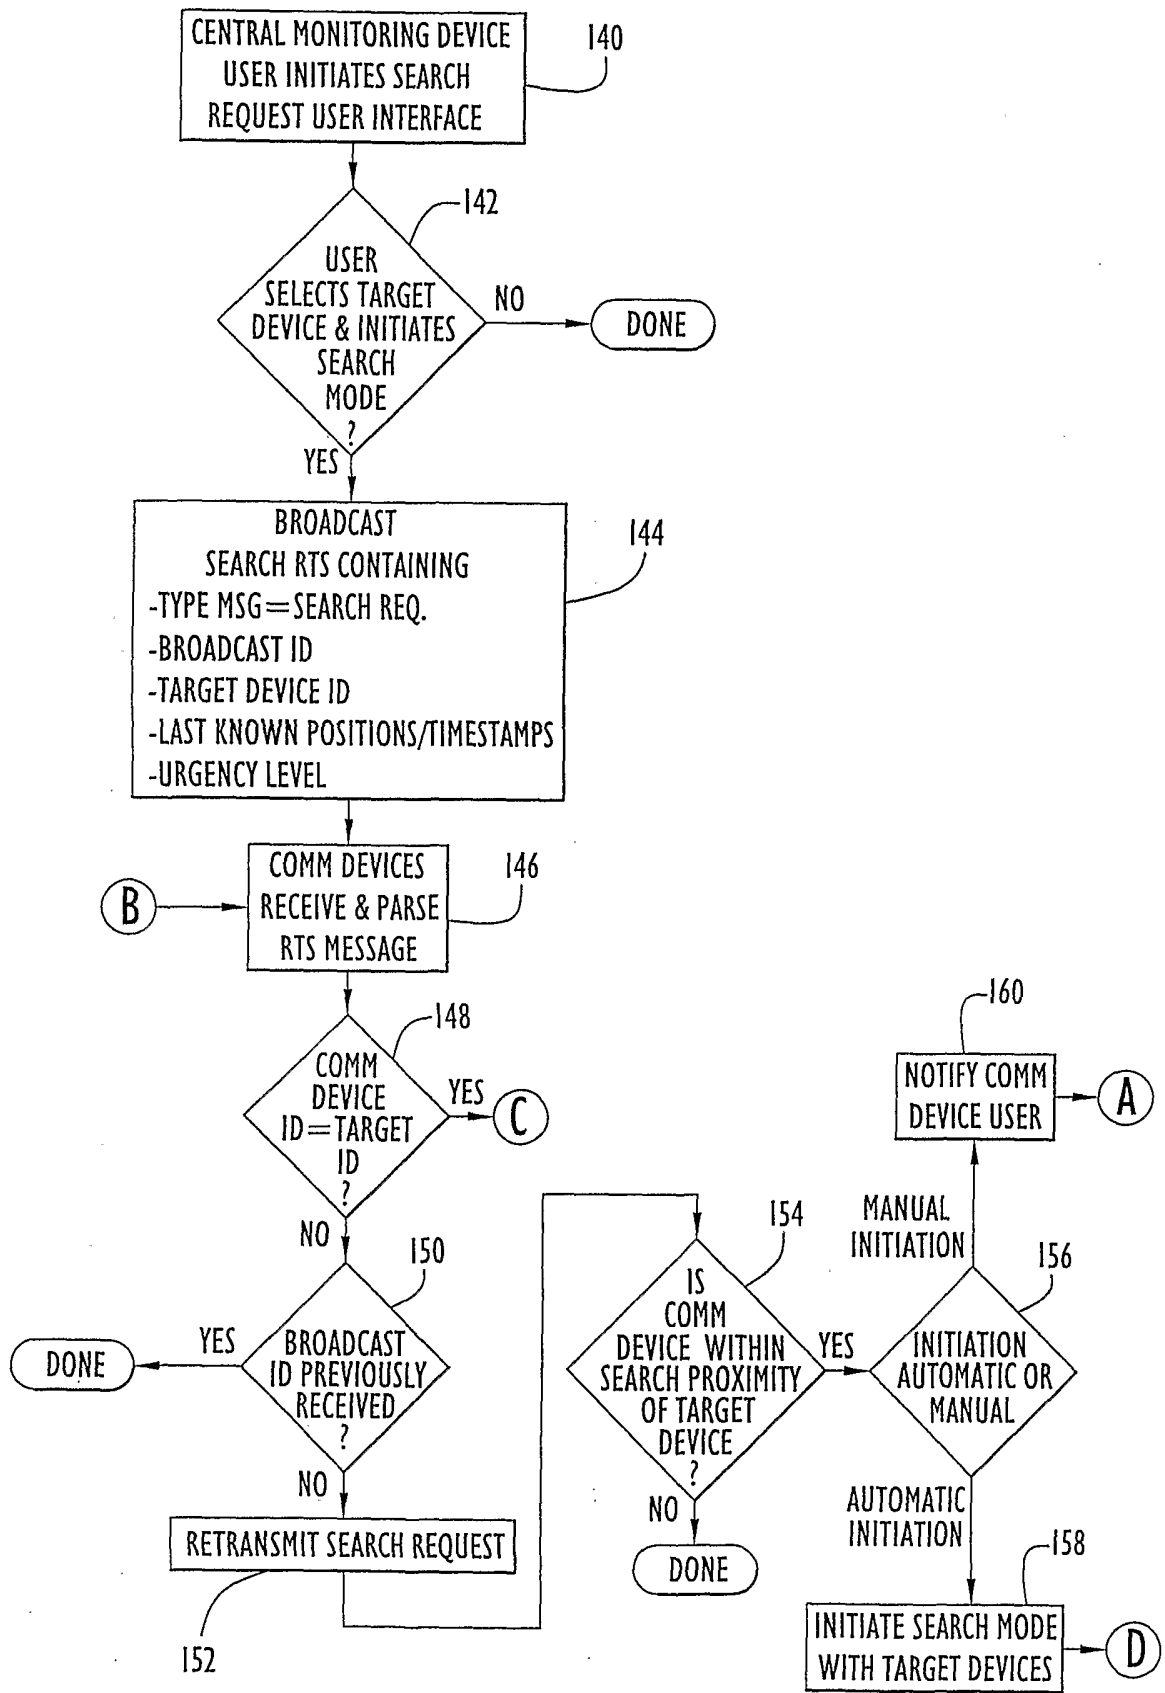 CENTRAL MONITORING DEVICE
USER INITIATES SEARCH
REQUEST USER INTERFACE
140
142
USER
SELECTS TARGET
DEVICE & INITIATES
SEARCH
MODE
?
NO
DONE
YES
BROADCAST
SEARCH RTS CONTAINING
-TYPE MSG=SEARCH REQ.
-BROADCAST ID
-TARGET DEVICE ID
-LAST KNOWN POSITIONS/TIMESTAMPS
-URGENCY LEVEL
144
B
COMM DEVICES
RECEIVE & PARSE
RTS MESSAGE
146
148
COMM
DEVICE
ID=TARGET
ID
?
YES
C
NO
150
BROADCAST
ID PREVIOUSLY
RECEIVED
?
YES
DONE
NO
RETRANSMIT SEARCH REQUEST
152
154
IS
COMM
DEVICE WITHIN
SEARCH PROXIMITY
OF TARGET
DEVICE
?
NO
DONE
YES
156
INITIATION
AUTOMATIC OR
MANUAL
MANUAL
INITIATION
160
NOTIFY COMM
DEVICE USER
A
AUTOMATIC
INITIATION
158
INITIATE SEARCH MODE
WITH TARGET DEVICES
D